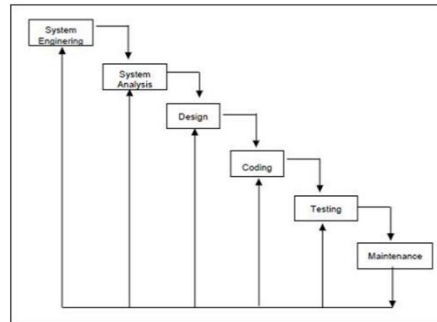 System
Enginering
System
Analysis
Design
Coding
Testing
Maintenance